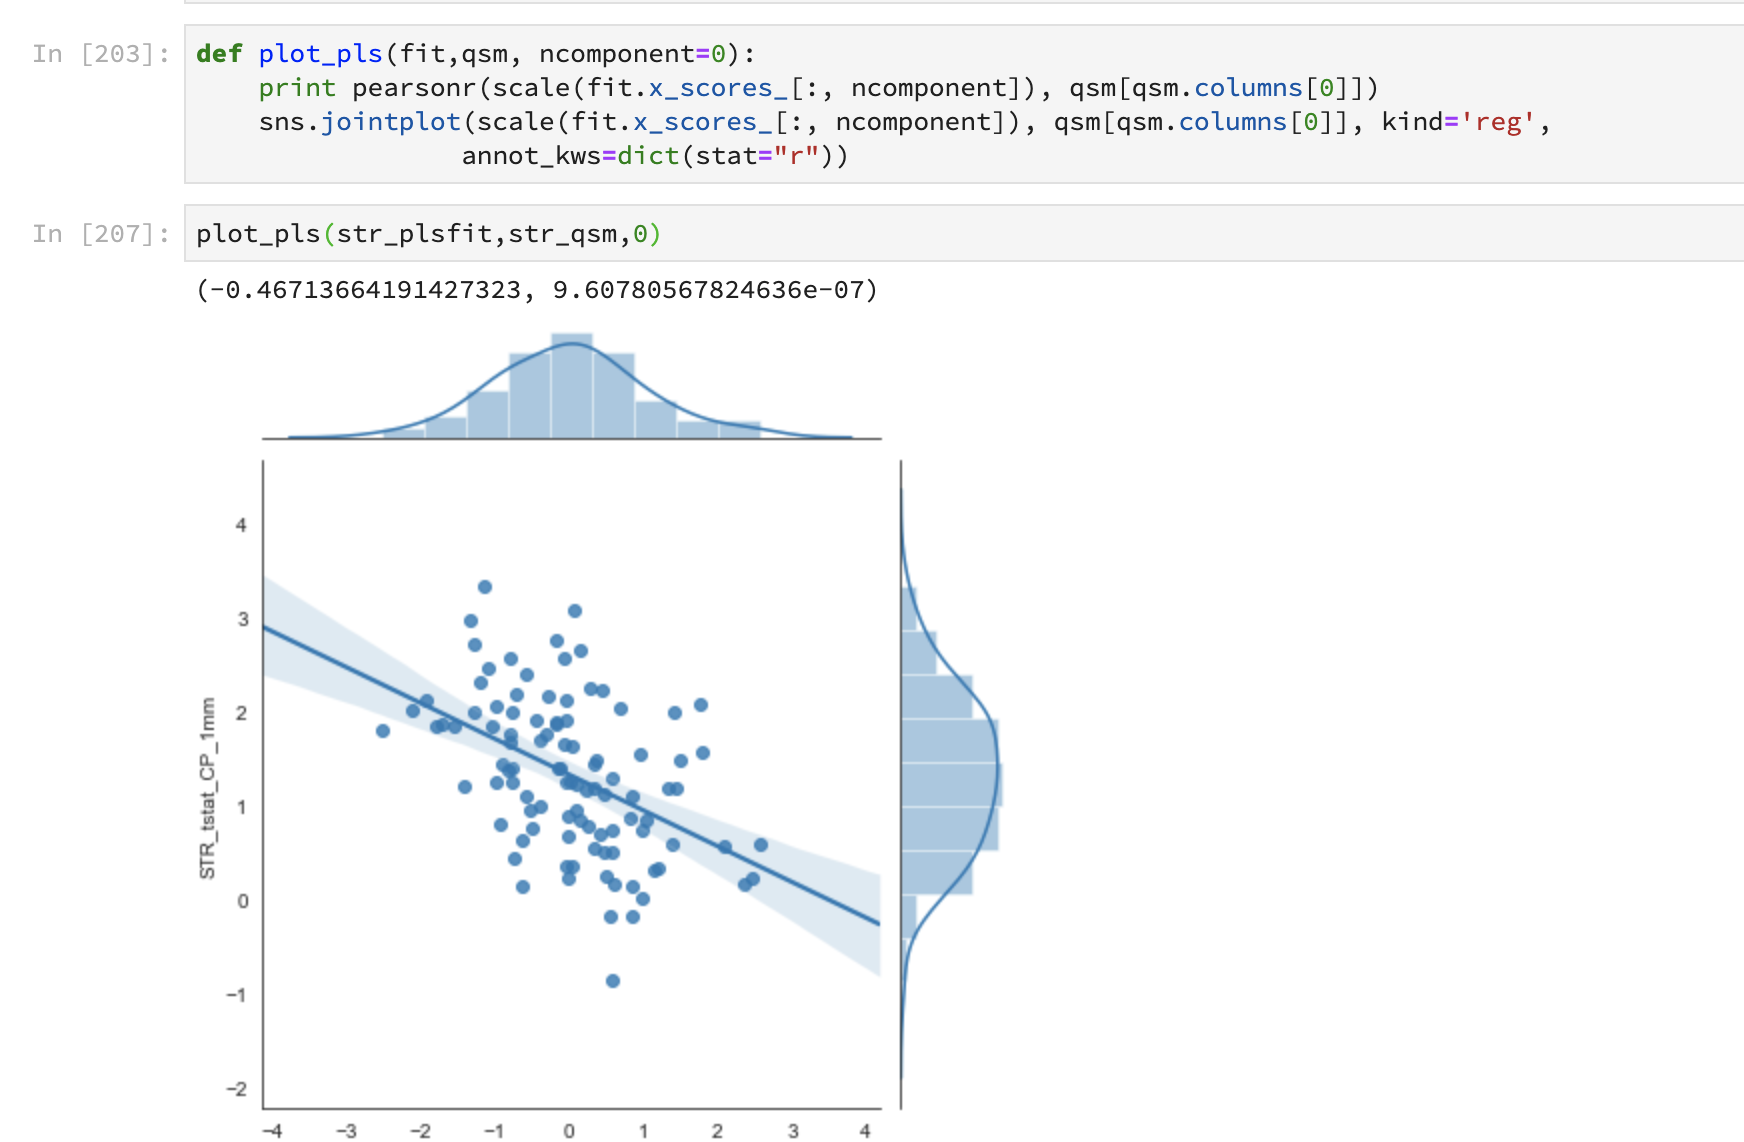 In [203]: def plot_pls(fit,qsm, ncomponent=0):
print pearsonr(scale(fit.x_scores_[:, ncomponent]), qsm[qsm.columns[0]])
sns.jointplot(scale(fit.x_scores_[:, ncomponent]), qsm[qsm.columns[0]], kind='reg',
annot_kws=dict(stat="r"))
In [207]: plot_pls(str_plsfit,str_qsm,0)
(-0.46713664191427323, 9.60780567824636e-07)
4
3
2
1
0
−1
−2
STR_tstat_CP_1mm
−4 −3 −2 −1 0 1 2 3 4